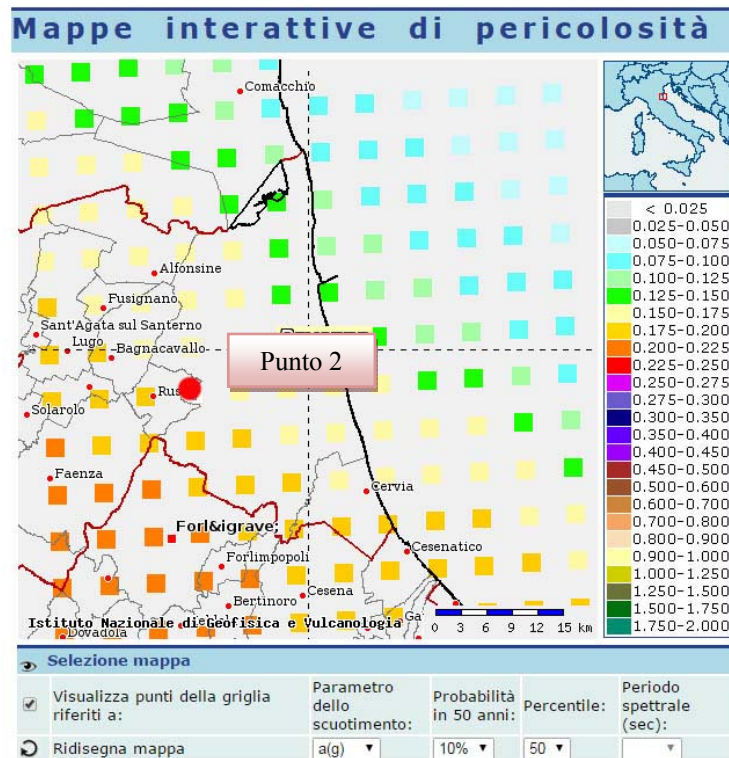 Mappe interattive di pericolosità
Comacchio
Alfonsine
Fusignano
Sant'Agata sul Santerno
Lugo
Bagnacavallo
Punto 2
Rus
Solarolo
Faenza
Cervia
Forl&igrave;
Cesenatico
Forlimpopoli
Cesena
Bertinoro
Istituto Nazionale di Geofisica e Vulcanologia
Dovadola
Ga
0 3 6 9 12 15 km
< 0.025
0.025-0.050
0.050-0.075
0.075-0.100
0.100-0.125
0.125-0.150
0.150-0.175
0.175-0.200
0.200-0.225
0.225-0.250
0.250-0.275
0.275-0.300
0.300-0.350
0.350-0.400
0.400-0.450
0.450-0.500
0.500-0.600
0.600-0.700
0.700-0.800
0.800-0.900
0.900-1.000
1.000-1.250
1.250-1.500
1.500-1.750
1.750-2.000
Selezione mappa
Visualizza punti della griglia riferiti a:
Parametro dello scuotimento:
Probabilità in 50 anni:
Percentile:
Periodo spettrale (sec):
Ridisegna mappa
a(g)
10%
50